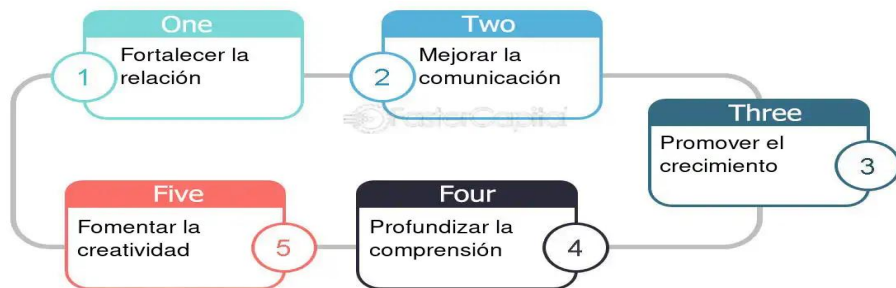 One
1
Fortalecer la
relación
Two
2
Mejorar la
comunicación
FasterCapital
Three
Promover el
crecimiento
3
Four
Profundizar la
comprensión
4
Five
Fomentar la
creatividad
5